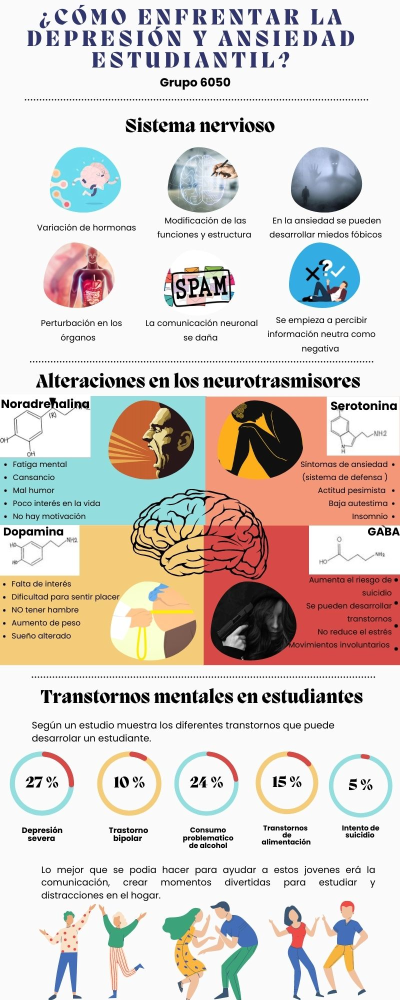 ¿CÓMO ENFRENTAR LA
DEPRESIÓN Y ANSIEDAD
ESTUDIANTIL?
Grupo 6050
Sistema nervioso
Variación de hormonas
Modificación de las
funciones y estructura
En la ansiedad se pueden
desarrollar miedos fóbicos
SPAM
Perturbación en los
órganos
La comunicación neuronal
se daña
Se empieza a percibir
información neutra como
negativa
Alteraciones en los neurotrasmisores
Noradrenalina
NH2
(R)
OH
OH
• Fatiga mental
• Cansancio
• Mal humor
• Poco interés en la vida
• No hay motivación
Serotonina
NH2
N
H
Síntomas de ansiedad •
(sistema de defensa )
Actitud pesimista •
Baja autestima •
Insomnio •
Dopamina
HO
NH2
HO
• Falta de interés
• Dificultad para sentir placer
• NO tener hambre
• Aumento de peso
• Sueño alterado
GABA
O
NH2
HO
Aumenta el riesgo de •
suicidio
Se pueden desarrollar •
transtornos
No reduce el estrés •
Movimientos involuntarios •
Transtornos mentales en estudiantes
Según un estudio muestra los diferentes transtornos que puede
desarrolar un estudiante.
27 %
10 %
24 %
15 %
5 %
Depresión
severa
Trastorno
bipolar
Consumo
problematico
de alcohol
Transtornos
de
alimentación
Intento de
suicidio
Lo mejor que se podia hacer para ayudar a estos jovenes erá la
comunicación, crear momentos divertidas para estudiar y
distracciones en el hogar.